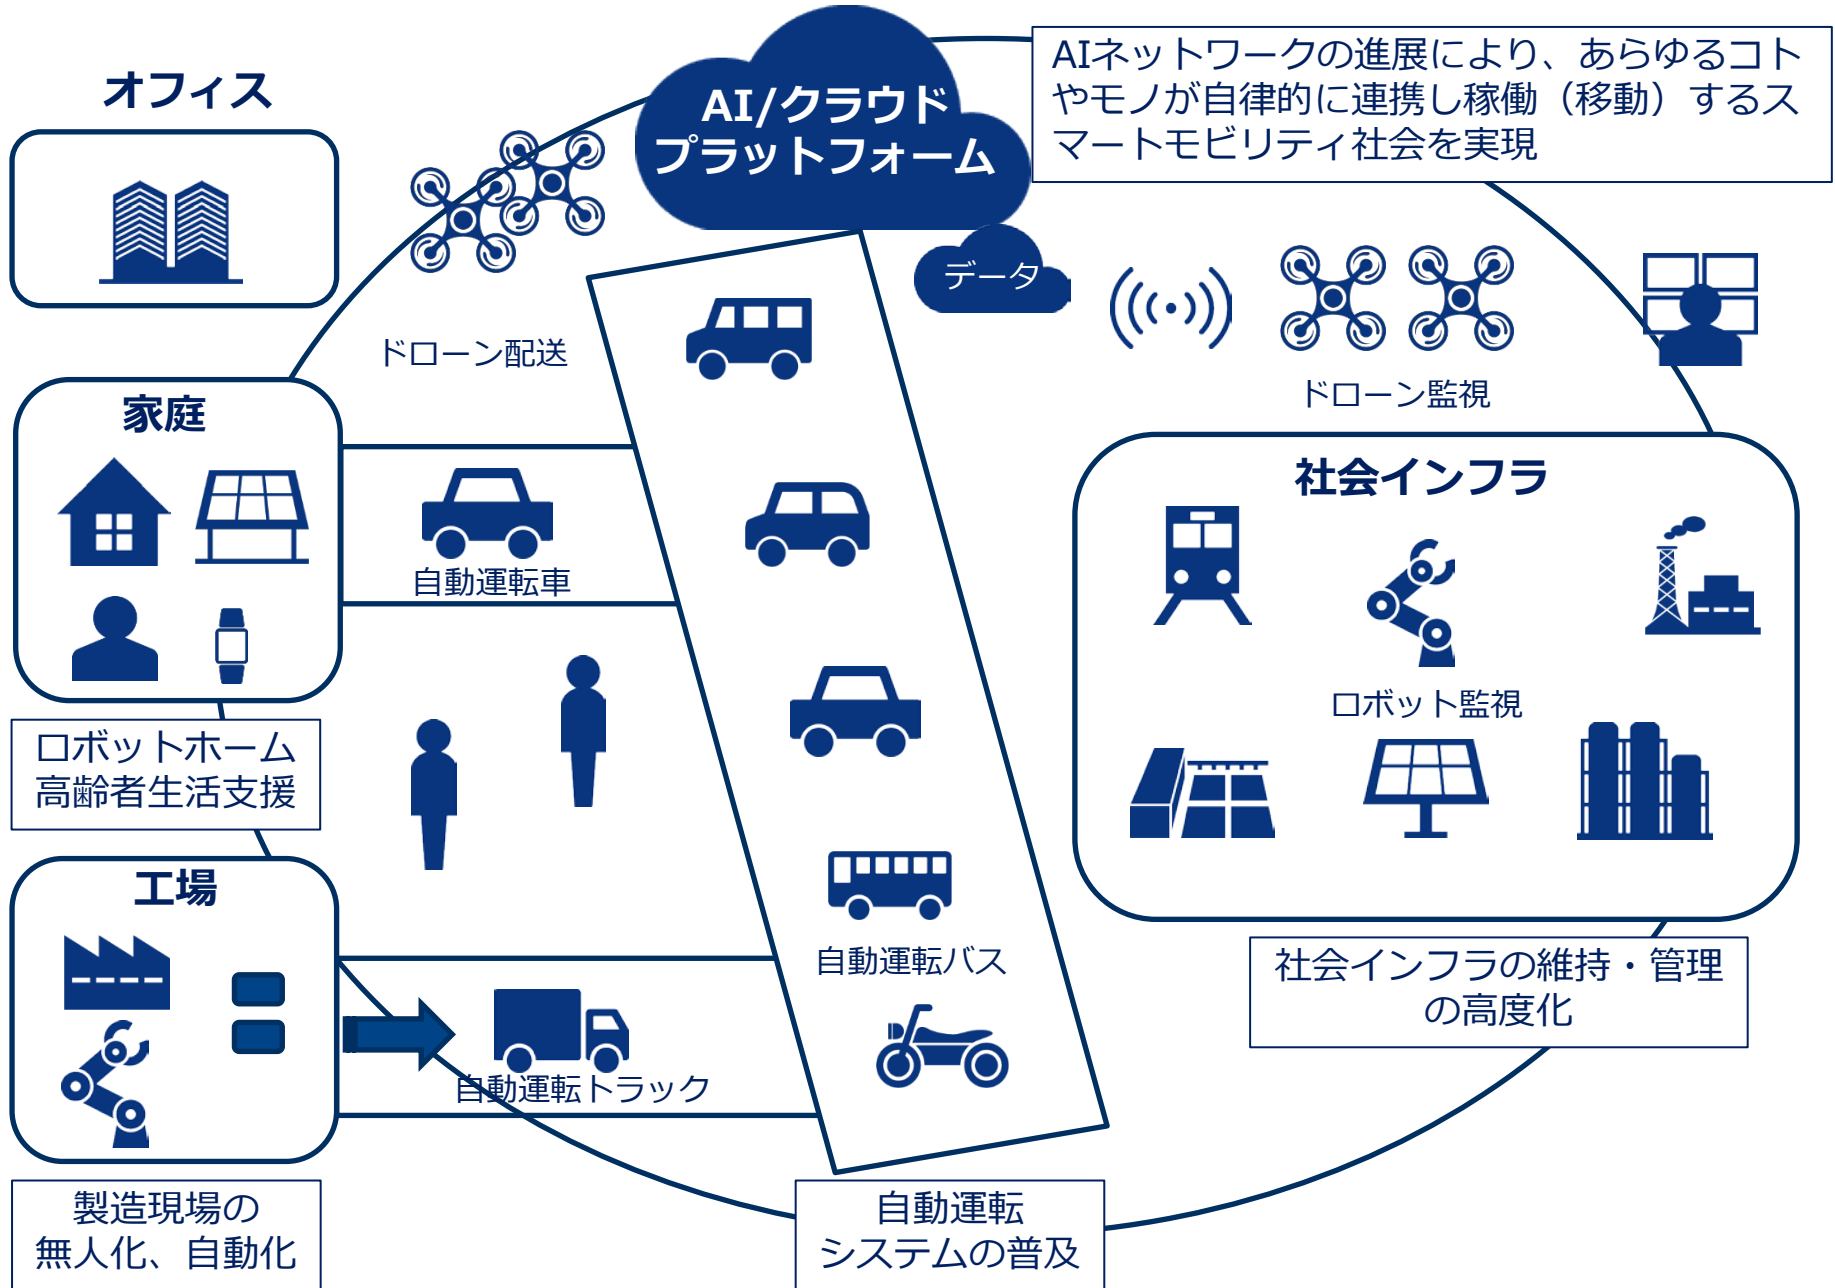 オフィス
AI/クラウド
プラットフォーム
AIネットワークの進展により、あらゆるコト
やモノが自律的に連携し稼働（移動）するス
マートモビリティ社会を実現
データ
ドローン配送
ドローン監視
家庭
自動運転車
社会インフラ
ロボット監視
ロボットホーム
高齢者生活支援
工場
自動運転バス
社会インフラの維持・管理
の高度化
自動運転トラック
製造現場の
無人化、自動化
自動運転
システムの普及